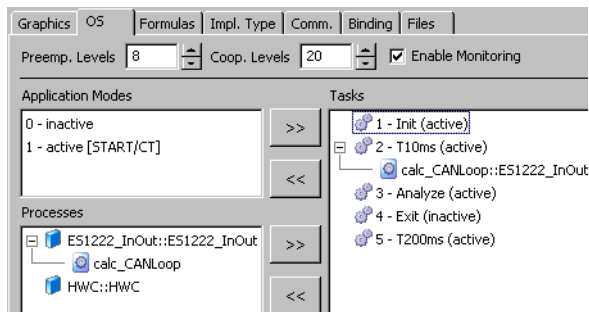 Graphics OS Formulas Impl. Type Comm. Binding Files
Preemp. Levels 8 Coop. Levels 20 Enable Monitoring
Application Modes
0 - inactive
1 - active [START/CT]
>>
<<
Processes
ES1222_InOut::ES1222_InOut
calc_CANLoop
HWC::HWC
>>
<<
Tasks
1 - Init (active)
2 - T10ms (active)
calc_CANLoop::ES1222_InOut
3 - Analyze (active)
4 - Exit (inactive)
5 - T200ms (active)